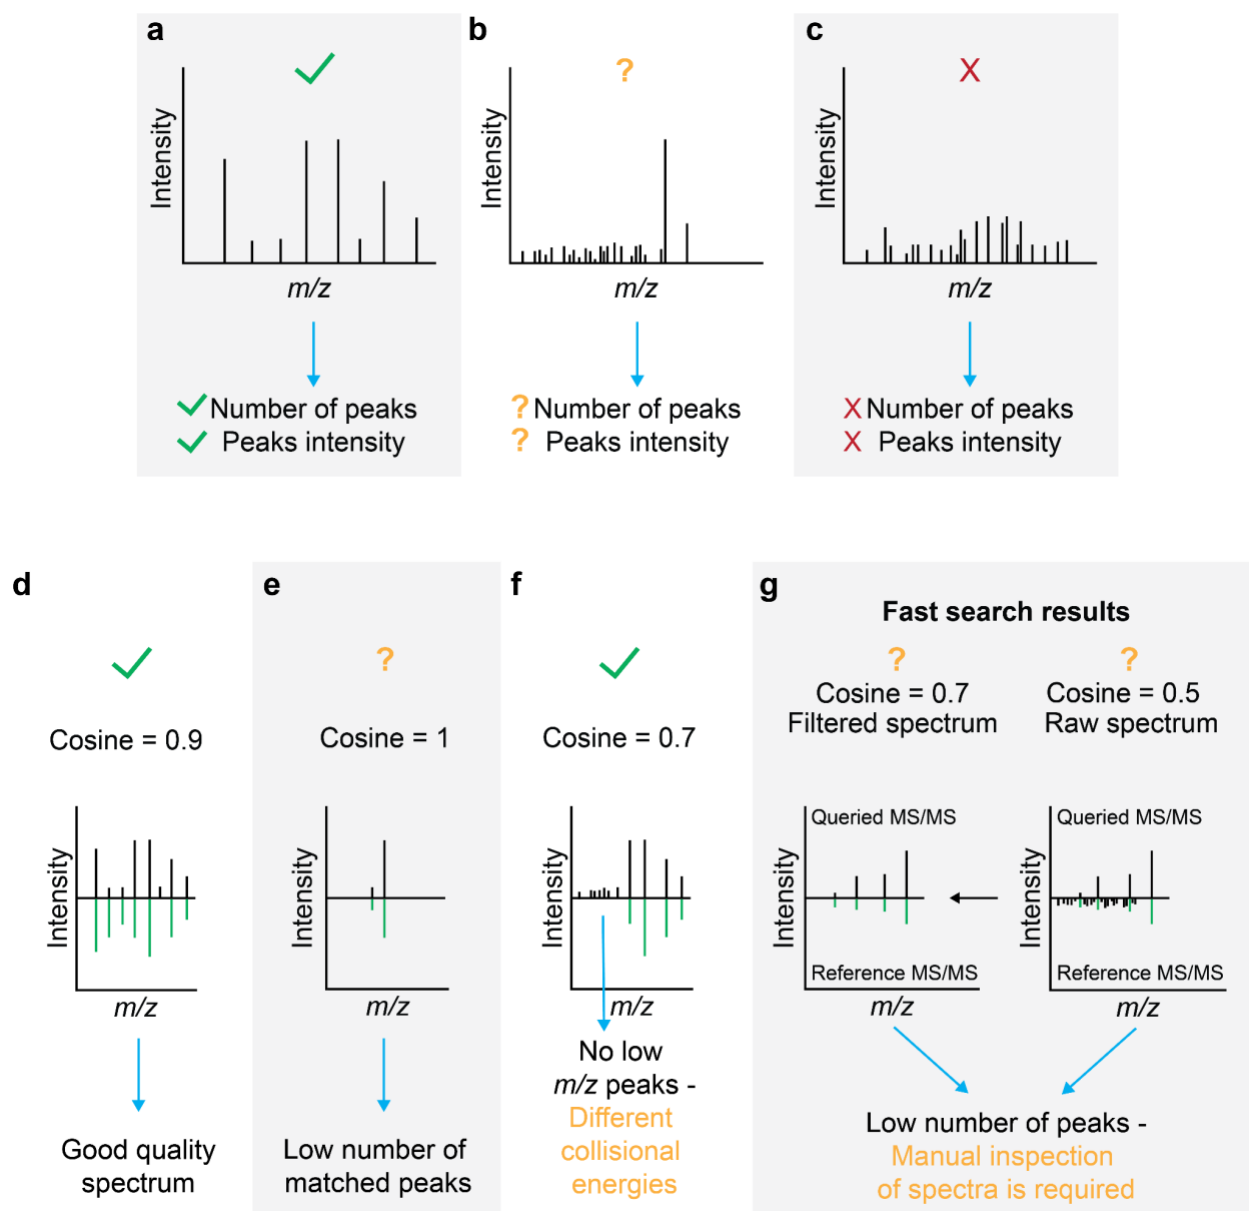 a
b
c
?
X
Intensity
Intensity
Intensity
m/z
m/z
m/z
Number of peaks
Peaks intensity
? Number of peaks
? Peaks intensity
X Number of peaks
X Peaks intensity
d
e
f
g
Fast search results
?
?
?
Cosine = 0.9
Cosine = 1
Cosine = 0.7
Cosine = 0.7
Filtered spectrum
Cosine = 0.5
Raw spectrum
Intensity
Intensity
Intensity
Intensity
Intensity
Queried MS/MS
Reference MS/MS
Queried MS/MS
Reference MS/MS
m/z
m/z
m/z
m/z
m/z
Good quality
spectrum
Low number of
matched peaks
No low
m/z peaks -
Different
collisional
energies
Low number of peaks -
Manual inspection
of spectra is required